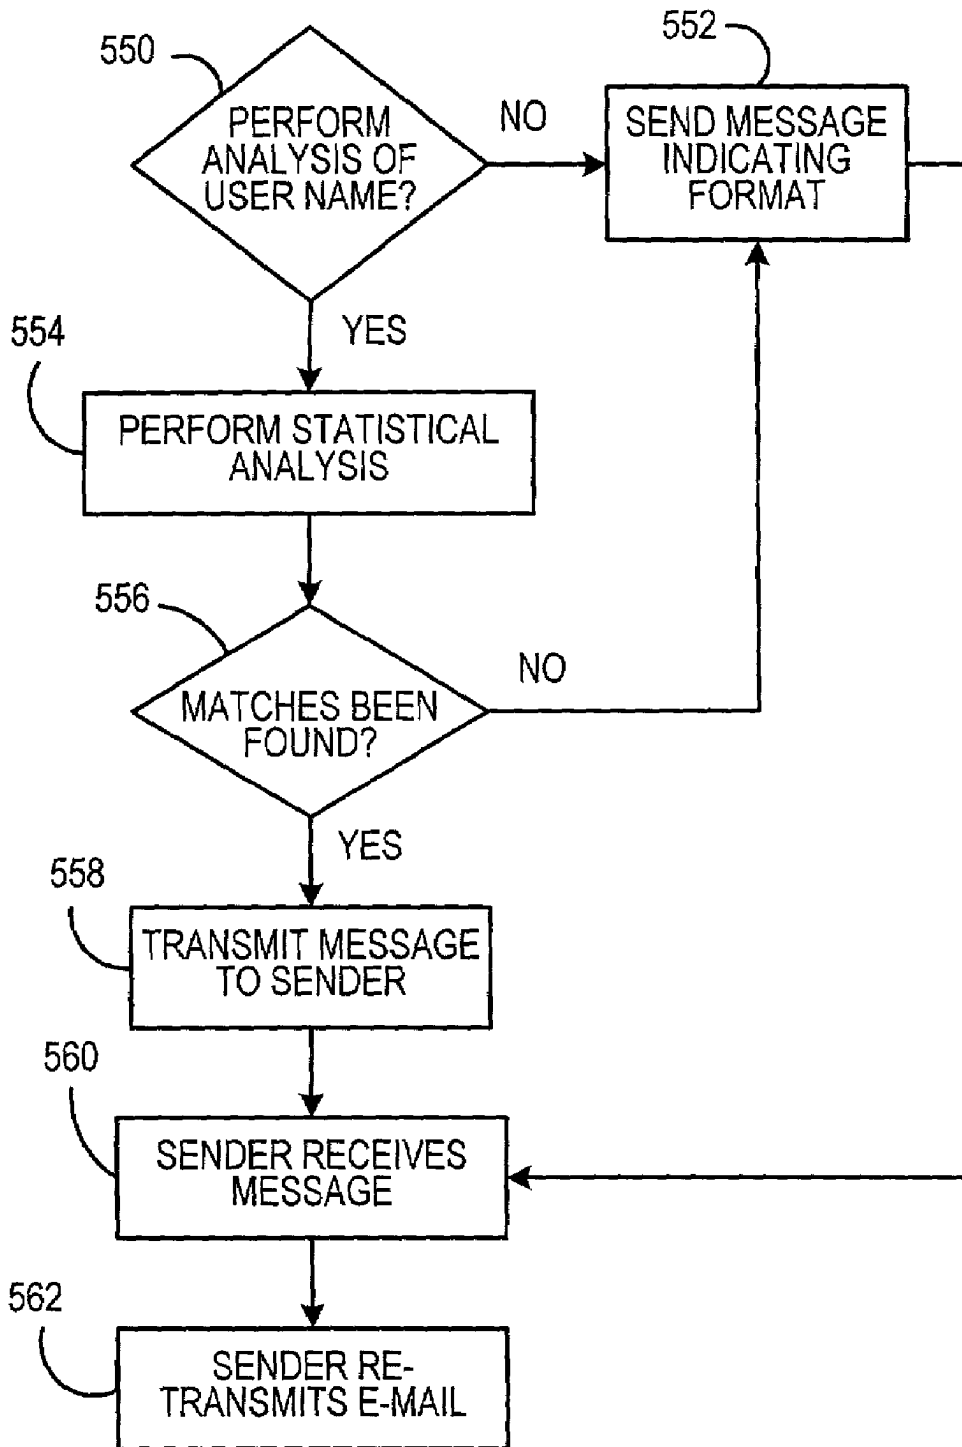 550
PERFORM
ANALYSIS OF
USER NAME?
NO
552
SEND MESSAGE
INDICATING
FORMAT
YES
554
PERFORM STATISTICAL
ANALYSIS
556
MATCHES BEEN
FOUND?
NO
YES
558
TRANSMIT MESSAGE
TO SENDER
560
SENDER RECEIVES
MESSAGE
562
SENDER RE-
TRANSMITS E-MAIL